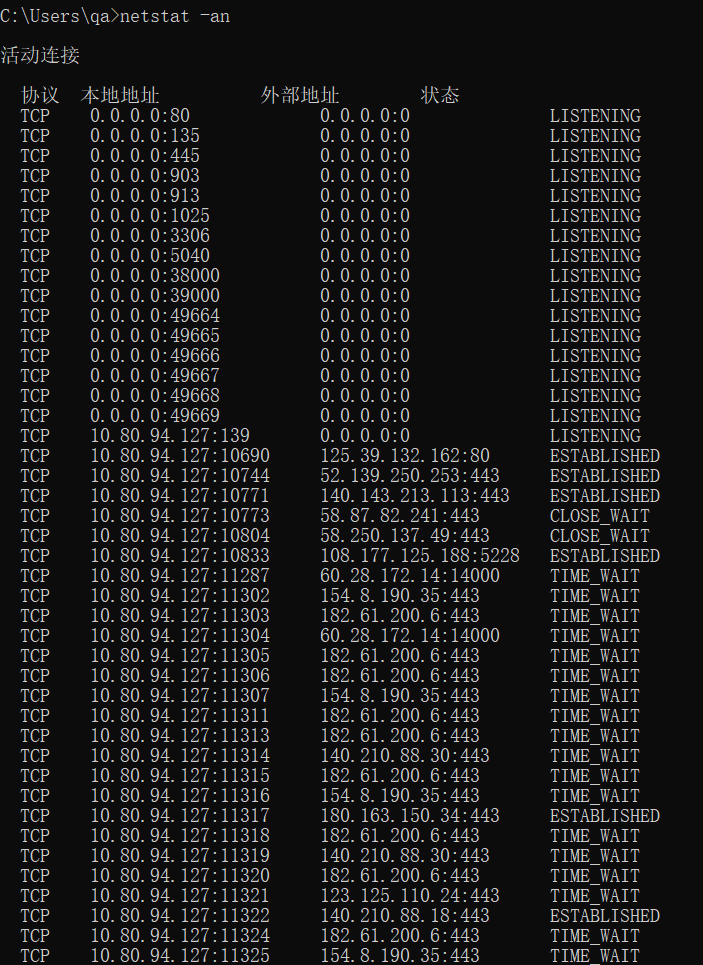 C:\Users\qa>netstat -an
活动连接
协议 本地地址 外部地址 状态
TCP 0.0.0.0:80 0.0.0.0:0 LISTENING
TCP 0.0.0.0:135 0.0.0.0:0 LISTENING
TCP 0.0.0.0:445 0.0.0.0:0 LISTENING
TCP 0.0.0.0:903 0.0.0.0:0 LISTENING
TCP 0.0.0.0:913 0.0.0.0:0 LISTENING
TCP 0.0.0.0:1025 0.0.0.0:0 LISTENING
TCP 0.0.0.0:3306 0.0.0.0:0 LISTENING
TCP 0.0.0.0:5040 0.0.0.0:0 LISTENING
TCP 0.0.0.0:38000 0.0.0.0:0 LISTENING
TCP 0.0.0.0:39000 0.0.0.0:0 LISTENING
TCP 0.0.0.0:49664 0.0.0.0:0 LISTENING
TCP 0.0.0.0:49665 0.0.0.0:0 LISTENING
TCP 0.0.0.0:49666 0.0.0.0:0 LISTENING
TCP 0.0.0.0:49667 0.0.0.0:0 LISTENING
TCP 0.0.0.0:49668 0.0.0.0:0 LISTENING
TCP 0.0.0.0:49669 0.0.0.0:0 LISTENING
TCP 10.80.94.127:139 0.0.0.0:0 LISTENING
TCP 10.80.94.127:10690 125.39.132.162:80 ESTABLISHED
TCP 10.80.94.127:10744 52.139.250.253:443 ESTABLISHED
TCP 10.80.94.127:10771 140.143.213.113:443 ESTABLISHED
TCP 10.80.94.127:10773 58.87.82.241:443 CLOSE_WAIT
TCP 10.80.94.127:10804 58.250.137.49:443 CLOSE_WAIT
TCP 10.80.94.127:10833 108.177.125.188:5228 ESTABLISHED
TCP 10.80.94.127:11287 60.28.172.14:14000 TIME_WAIT
TCP 10.80.94.127:11302 154.8.190.35:443 TIME_WAIT
TCP 10.80.94.127:11303 182.61.200.6:443 TIME_WAIT
TCP 10.80.94.127:11304 60.28.172.14:14000 TIME_WAIT
TCP 10.80.94.127:11305 182.61.200.6:443 TIME_WAIT
TCP 10.80.94.127:11306 182.61.200.6:443 TIME_WAIT
TCP 10.80.94.127:11307 154.8.190.35:443 TIME_WAIT
TCP 10.80.94.127:11311 182.61.200.6:443 TIME_WAIT
TCP 10.80.94.127:11313 182.61.200.6:443 TIME_WAIT
TCP 10.80.94.127:11314 140.210.88.30:443 TIME_WAIT
TCP 10.80.94.127:11315 182.61.200.6:443 TIME_WAIT
TCP 10.80.94.127:11316 154.8.190.35:443 TIME_WAIT
TCP 10.80.94.127:11317 180.163.150.34:443 ESTABLISHED
TCP 10.80.94.127:11318 182.61.200.6:443 TIME_WAIT
TCP 10.80.94.127:11319 140.210.88.30:443 TIME_WAIT
TCP 10.80.94.127:11320 182.61.200.6:443 TIME_WAIT
TCP 10.80.94.127:11321 123.125.110.24:443 TIME_WAIT
TCP 10.80.94.127:11322 140.210.88.18:443 ESTABLISHED
TCP 10.80.94.127:11324 182.61.200.6:443 TIME_WAIT
TCP 10.80.94.127:11325 154.8.190.35:443 TIME_WAIT